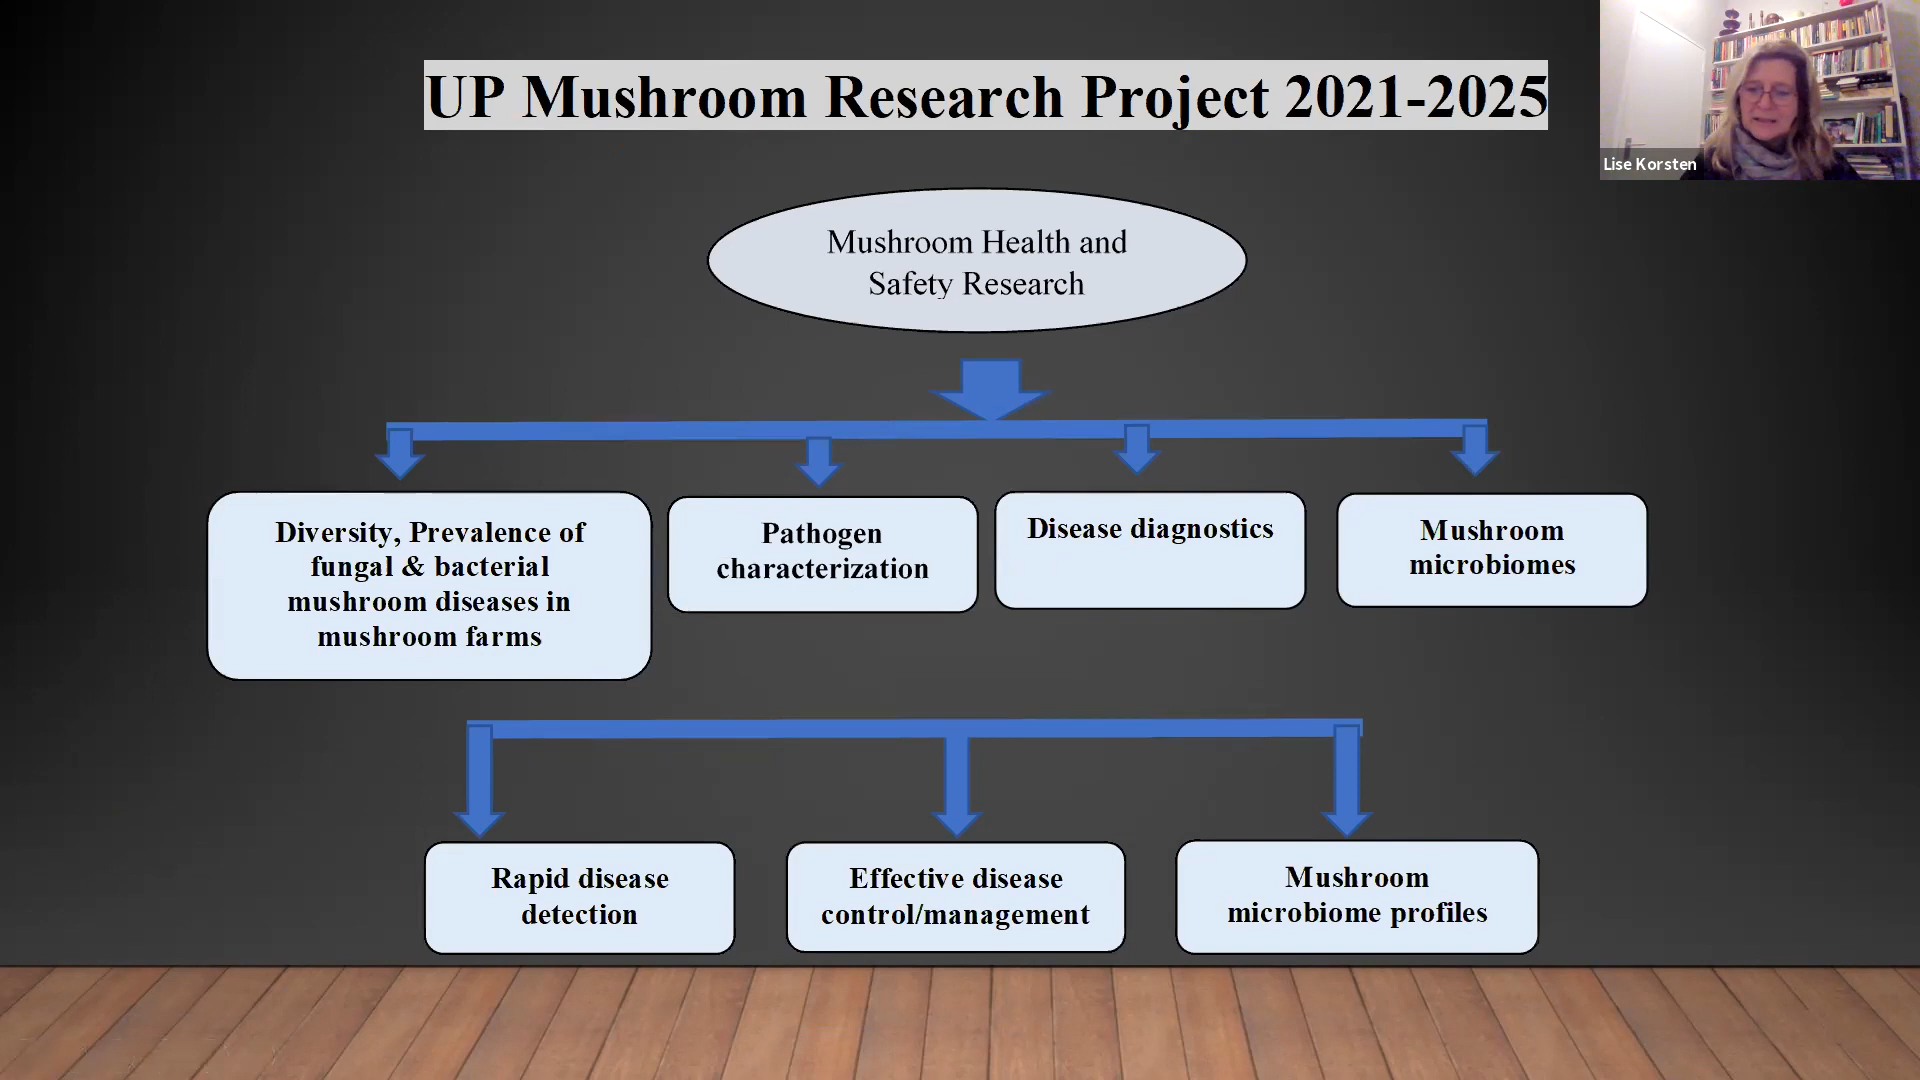 UP Mushroom Research Project 2021-2025
Lise Korsten
Mushroom Health and
Safety Research
Diversity, Prevalence of
fungal & bacterial
mushroom diseases in
mushroom farms
Pathogen
characterization
Disease diagnostics
Mushroom
microbiomes
Rapid disease
detection
Effective disease
control/management
Mushroom
microbiome profiles